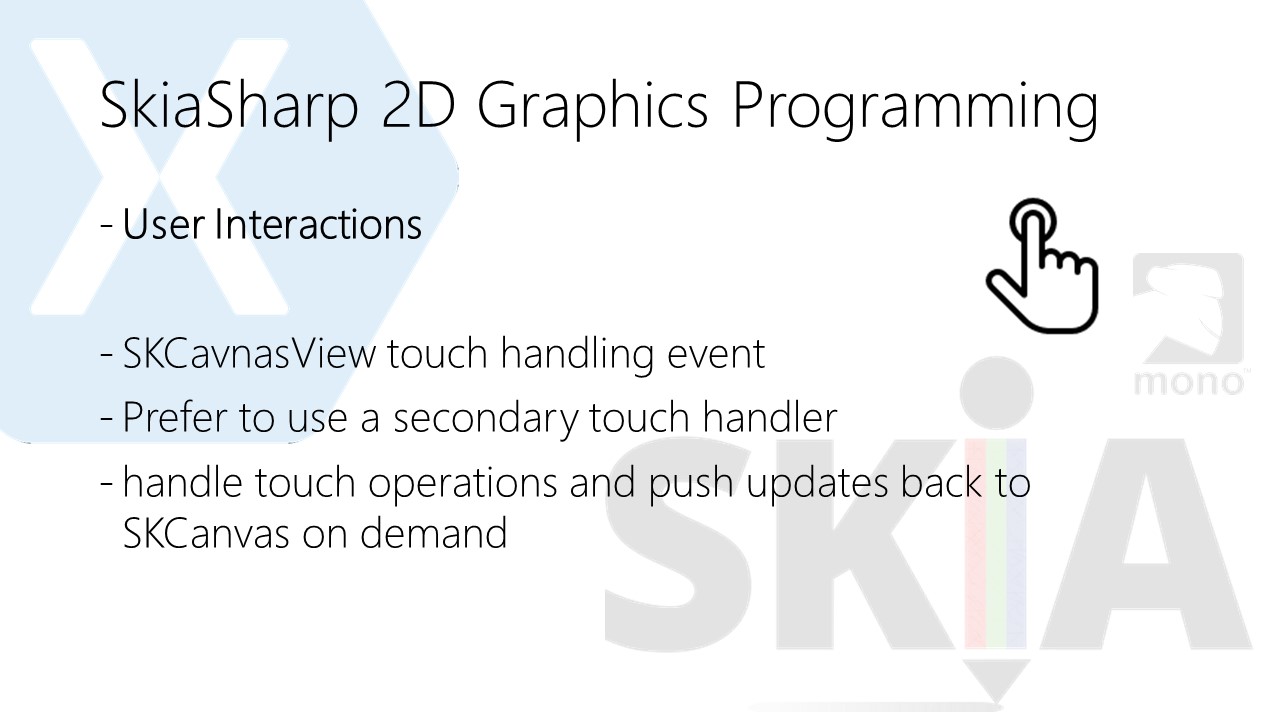 SkiaSharp 2D Graphics Programming
- User Interactions
- SKCavnasView touch handling event
- Prefer to use a secondary touch handler
- handle touch operations and push updates back to
SKCanvas on demand
mono™
SKiA